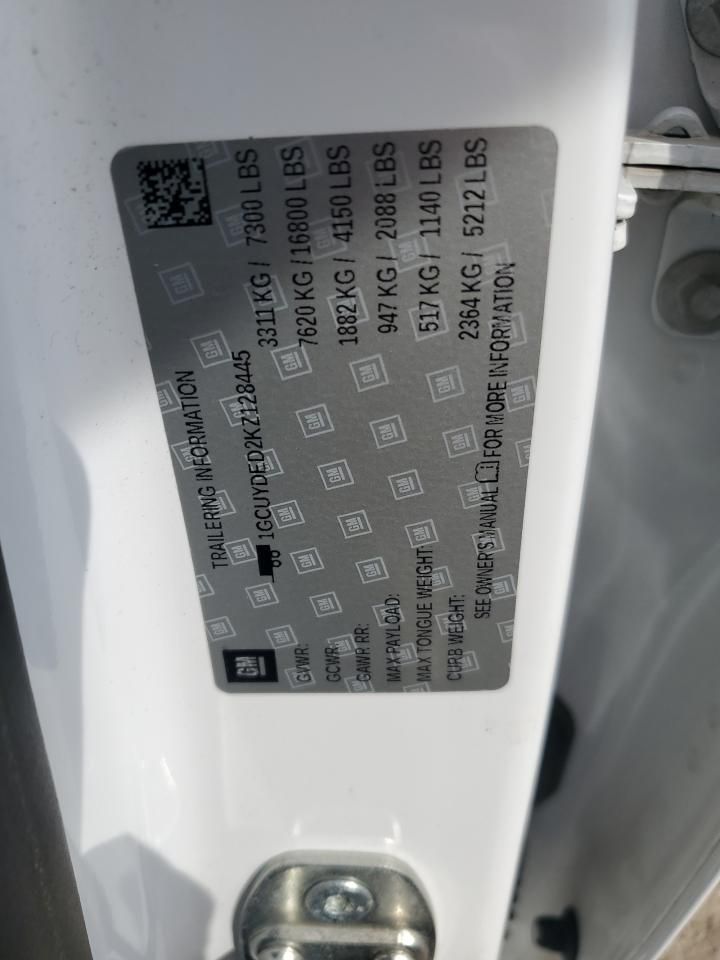 GM
TRAILERING INFORMATION
1GCUYDED2KZ128445
GVWR: 3311 KG / 7300 LBS
GCWR: 7620 KG / 16800 LBS
GAWR RR: 1882 KG / 4150 LBS
MAX PAYLOAD: 947 KG / 2088 LBS
MAX TONGUE WEIGHT: 517 KG / 1140 LBS
CURB WEIGHT: 2364 KG / 5212 LBS
SEE OWNER'S MANUAL FOR MORE INFORMATION